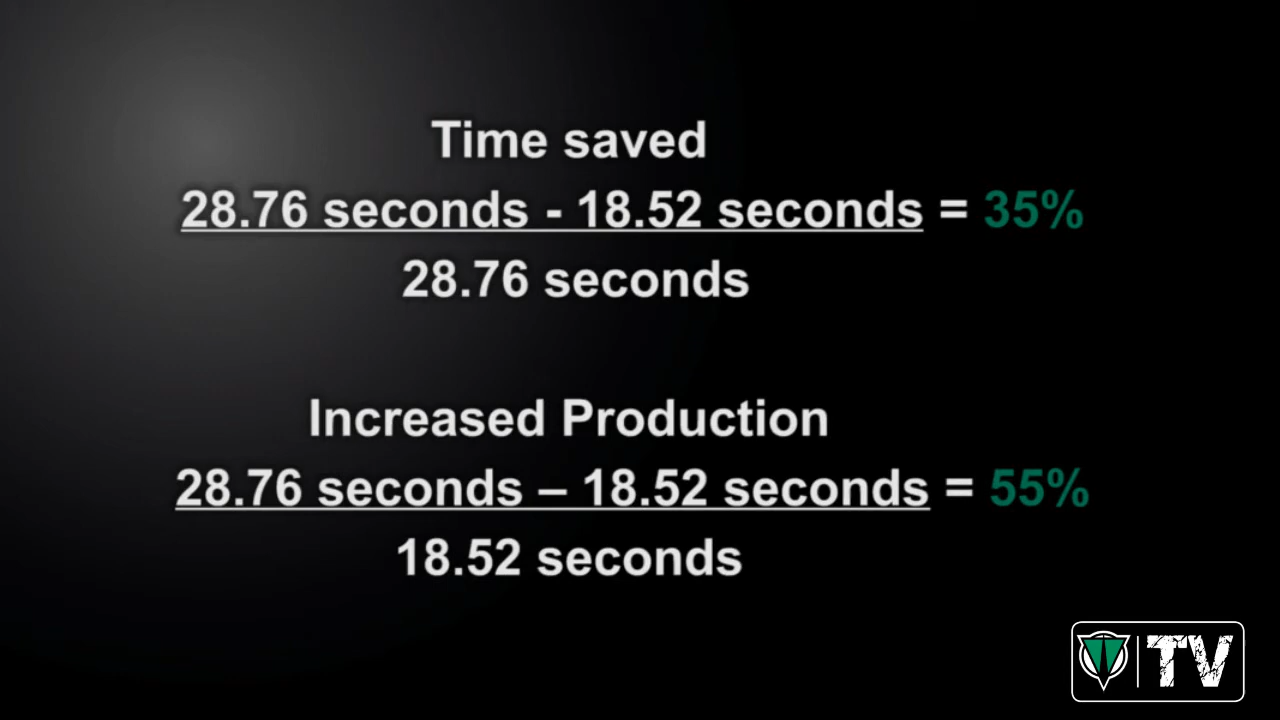 Time saved
28.76 seconds - 18.52 seconds = 35%
28.76 seconds
Increased Production
28.76 seconds – 18.52 seconds = 55%
18.52 seconds
TV